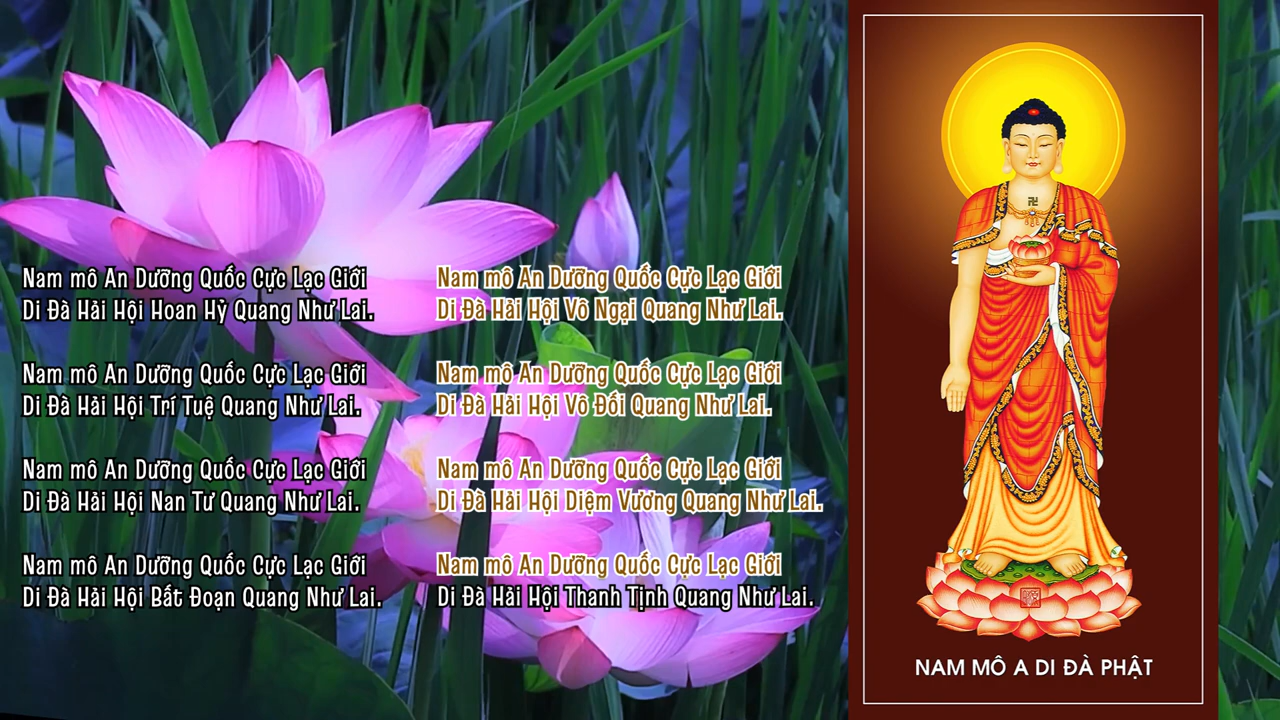 Nam mô An Dưỡng Quốc Cực Lạc Giới
Di Đà Hải Hội Hoan Hỷ Quang Như Lai.
Nam mô An Dưỡng Quốc Cực Lạc Giới
Di Đà Hải Hội Trí Tuệ Quang Như Lai.
Nam mô An Dưỡng Quốc Cực Lạc Giới
Di Đà Hải Hội Nan Tư Quang Như Lai.
Nam mô An Dưỡng Quốc Cực Lạc Giới
Di Đà Hải Hội Bất Đoạn Quang Như Lai.
Nam mô An Dưỡng Quốc Cực Lạc Giới
Di Đà Hải Hội Vô Ngại Quang Như Lai.
Nam mô An Dưỡng Quốc Cực Lạc Giới
Di Đà Hải Hội Vô Đối Quang Như Lai.
Nam mô An Dưỡng Quốc Cực Lạc Giới
Di Đà Hải Hội Diệm Vương Quang Như Lai.
Nam mô An Dưỡng Quốc Cực Lạc Giới
Di Đà Hải Hội Thanh Tịnh Quang Như Lai.
卍
NAM MÔ A DI ĐÀ PHẬT